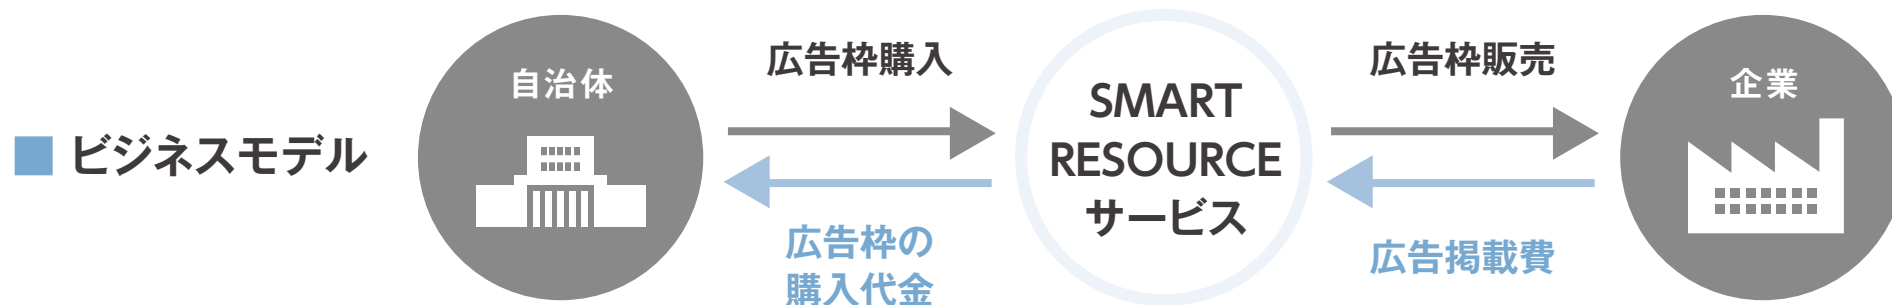 ビジネスモデル
自治体
広告枠購入
広告枠の
購入代金
SMART
RESOURCE
サービス
広告枠販売
広告掲載費
企業